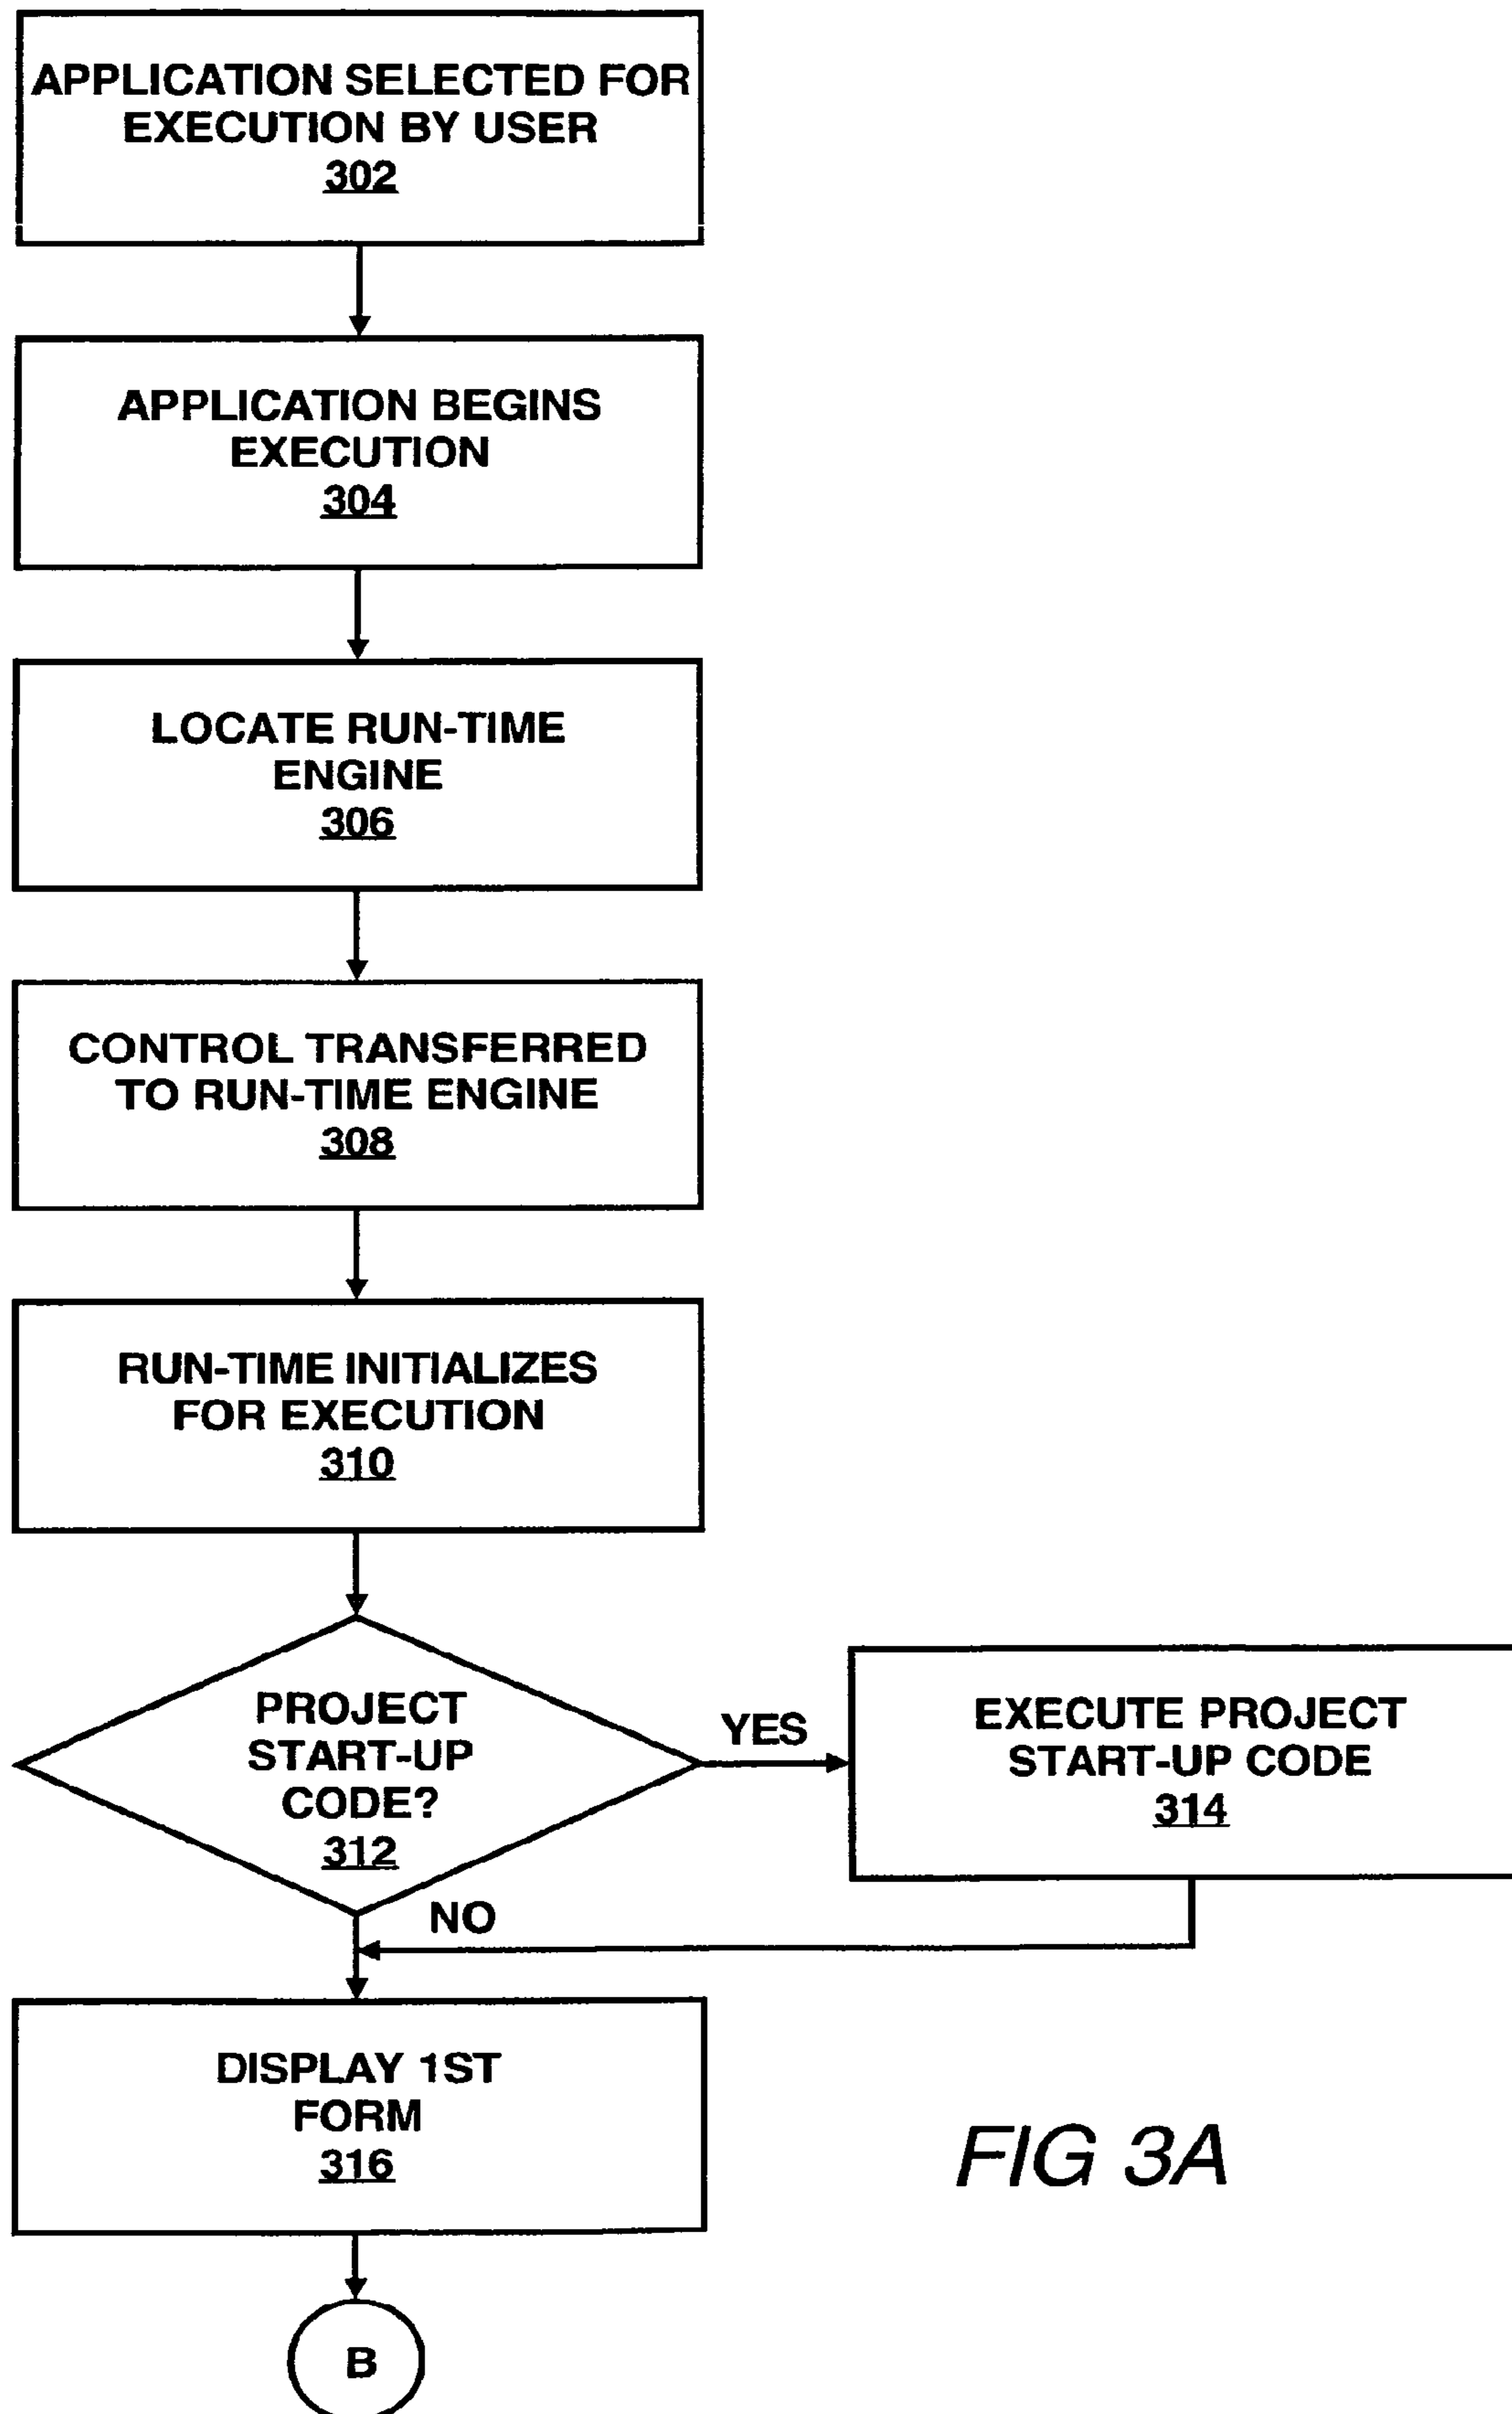 APPLICATION SELECTED FOR
EXECUTION BY USER
302
APPLICATION BEGINS
EXECUTION
304
LOCATE RUN-TIME
ENGINE
306
CONTROL TRANSFERRED
TO RUN-TIME ENGINE
308
RUN-TIME INITIALIZES
FOR EXECUTION
310
PROJECT
START-UP
CODE?
312
YES
EXECUTE PROJECT
START-UP CODE
314
NO
DISPLAY 1ST
FORM
316
FIG 3A
B